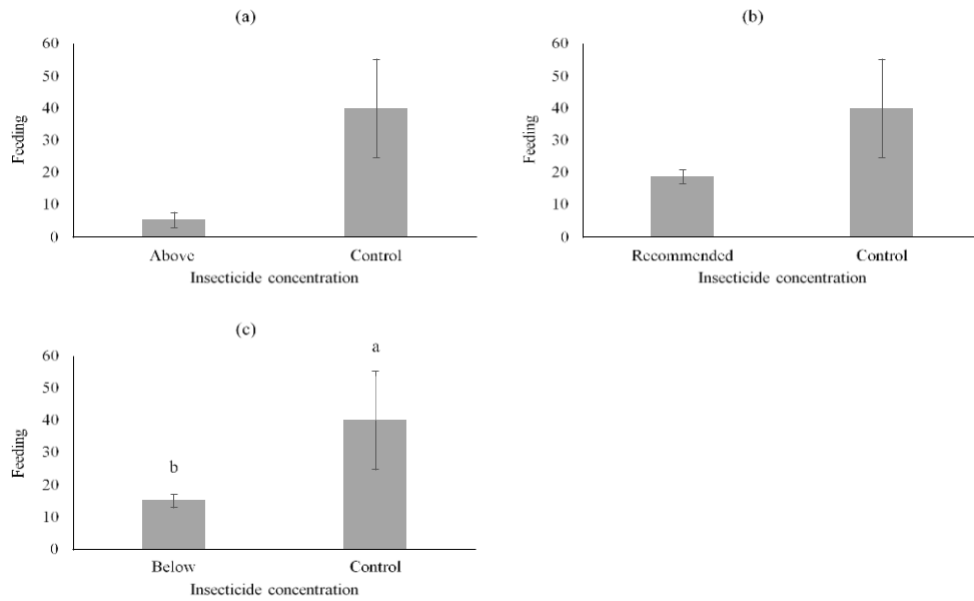 (a)
60
50
40
30
20
10
0
Feeding
Above Control
Insecticide concentration
(b)
60
50
40
30
20
10
0
Feeding
Recommended Control
Insecticide concentration
(c)
60
50
40
30
20
10
0
Feeding
a
b
Below Control
Insecticide concentration